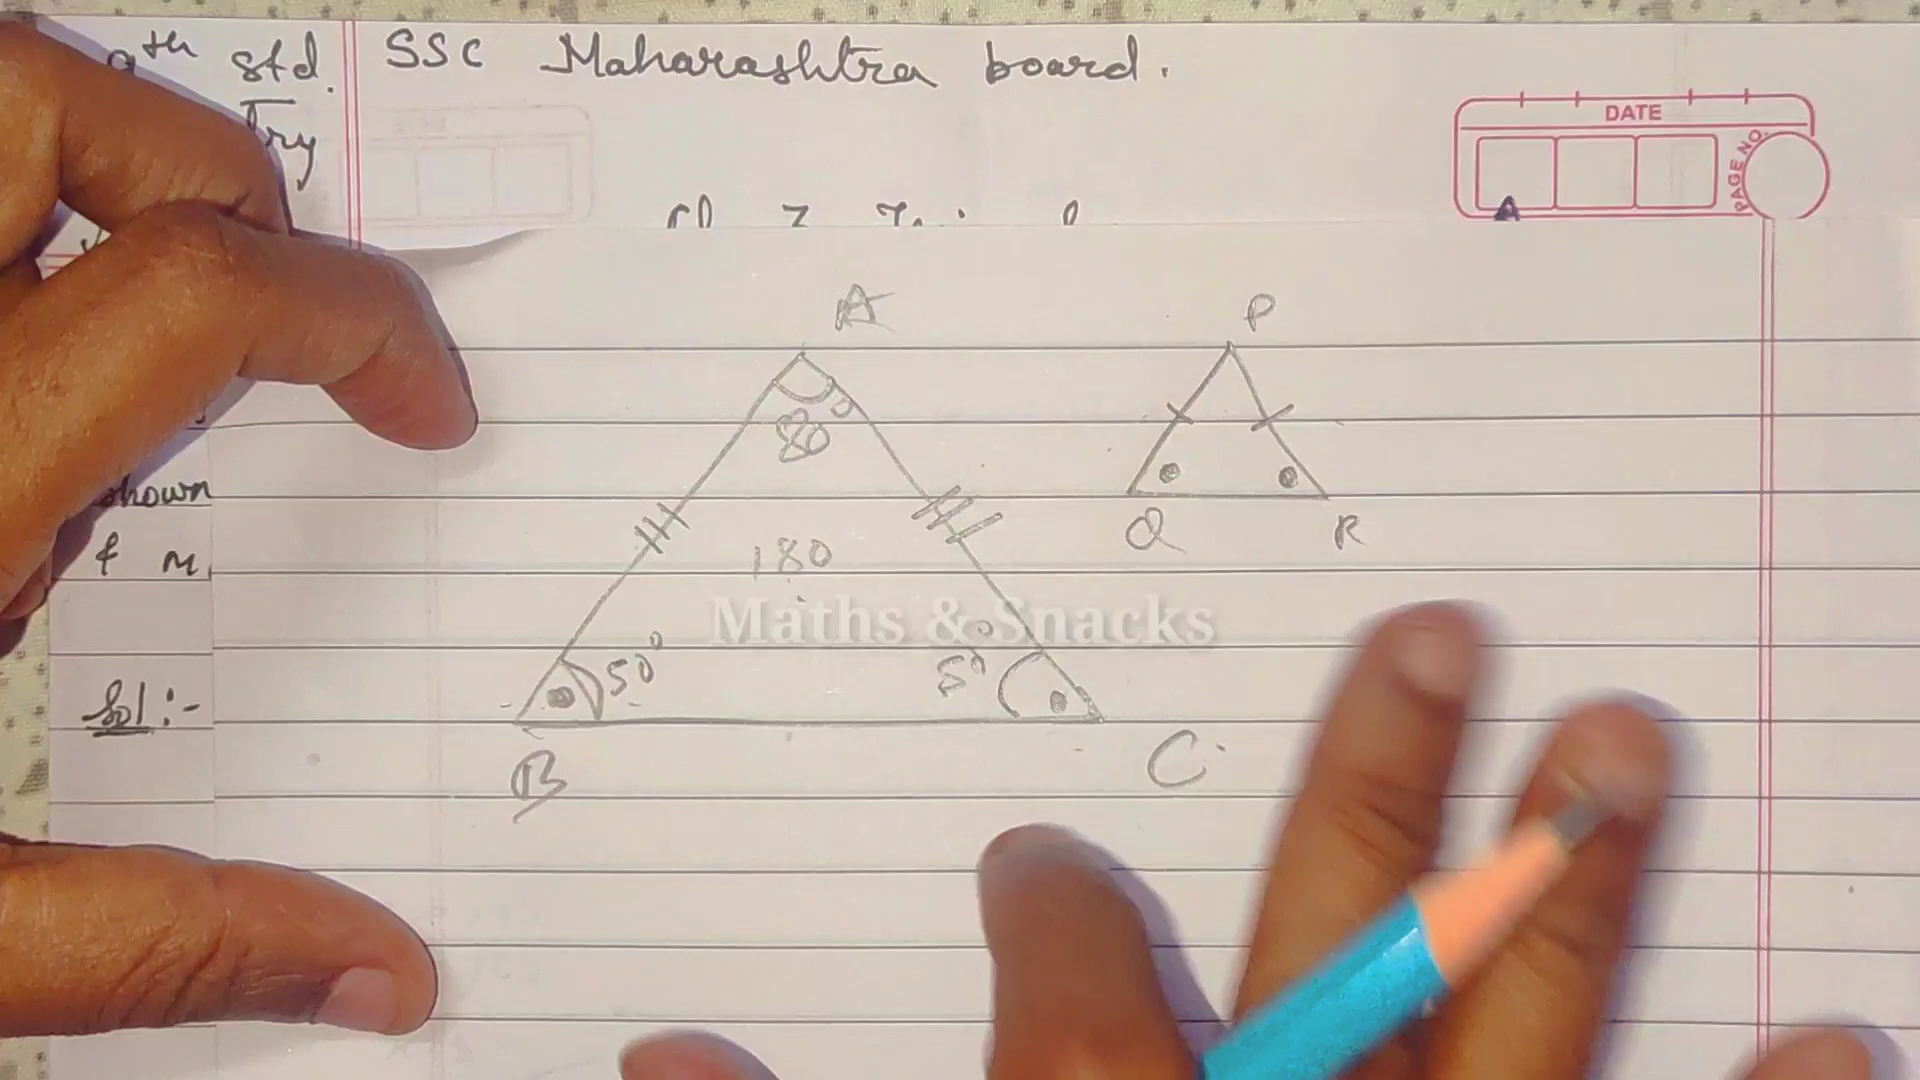 9th std. SSC Maharashtra board.
try
DATE
PAGE NO.
A
A
P
80°
shown
Q R
& m
180
Maths & Snacks
50° 50°
Sol:-
B C